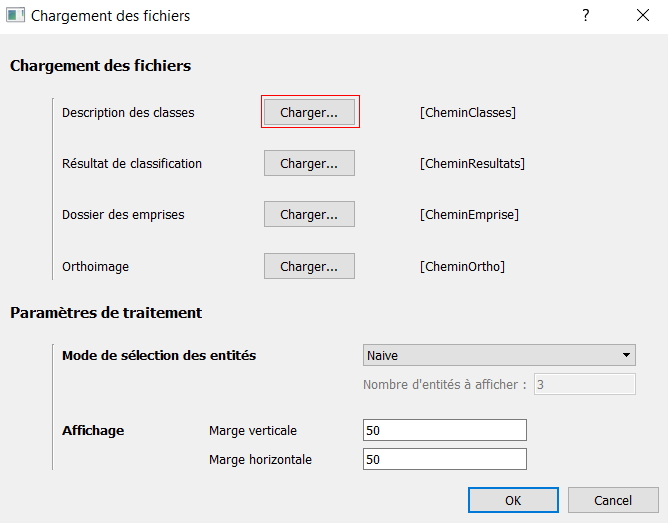 Chargement des fichiers
?
Chargement des fichiers
Description des classes Charger... [CheminClasses]
Résultat de classification Charger... [CheminResultats]
Dossier des emprises Charger... [CheminEmprise]
Orthoimage Charger... [CheminOrtho]
Paramètres de traitement
Mode de sélection des entités Naive
Nombre d'entités à afficher : 3
Affichage Marge verticale 50
Marge horizontale 50
OK Cancel